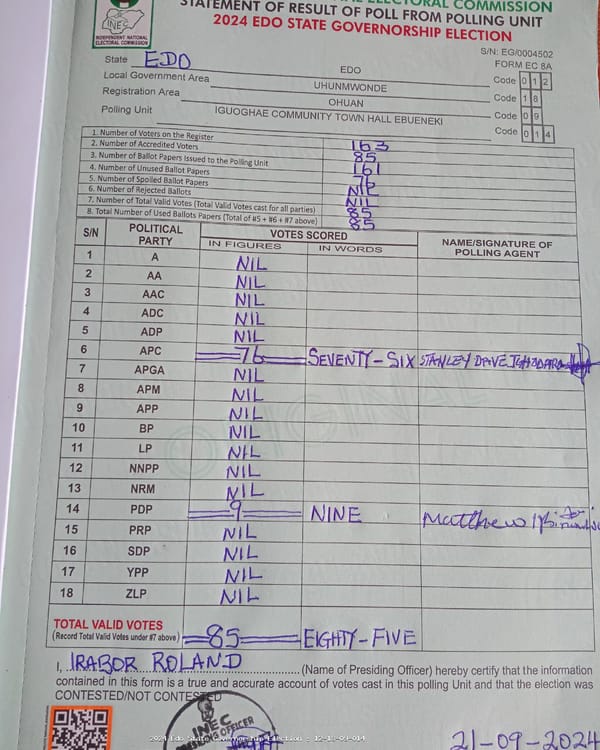 ELECTORAL COMMISSION
STATEMENT OF RESULT OF POLL FROM POLLING UNIT
2024 EDO STATE GOVERNORSHIP ELECTION
INEC
INDEPENDENT NATIONAL
ELECTORAL COMMISSION
S/N: EG/0004502
FORM EC 8A
State EDO EDO Code 0 1 2
Local Government Area UHUNMWONDE Code 1 8
Registration Area OHUAN Code 0 9
Polling Unit IGUOGHAE COMMUNITY TOWN HALL EBUENEKI Code 0 1 4
1. Number of Voters on the Register 163
2. Number of Accredited Voters 85
3. Number of Ballot Papers Issued to the Polling Unit 161
4. Number of Unused Ballot Papers 76
5. Number of Spoiled Ballot Papers NIL
6. Number of Rejected Ballots NIL
7. Number of Total Valid Votes (Total Valid Votes cast for all parties) 85
8. Total Number of Used Ballots Papers (Total of #5 + #6 + #7 above) 85
S/N POLITICAL PARTY VOTES SCORED NAME/SIGNATURE OF POLLING AGENT
IN FIGURES IN WORDS
1 A NIL
2 AA NIL
3 AAC NIL
4 ADC NIL
5 ADP NIL
6 APC 76 SEVENTY-SIX STANLEY DAVE
7 APGA NIL
8 APM NIL
9 APP NIL
10 BP NIL
11 LP NIL
12 NNPP NIL
13 NRM NIL
14 PDP 9 NINE Matthew
15 PRP NIL
16 SDP NIL
17 YPP NIL
18 ZLP NIL
ORIGINAL
TOTAL VALID VOTES 85 EIGHTY-FIVE
(Record Total Valid Votes under #7 above)
I, IRABOR ROLAND (Name of Presiding Officer) hereby certify that the information
contained in this form is a true and accurate account of votes cast in this polling Unit and that the election was
CONTESTED/NOT CONTESTED
INEC
PRESIDING OFFICER
2024 Edo State Governorship Election - 12-18-09-014
21-09-2024